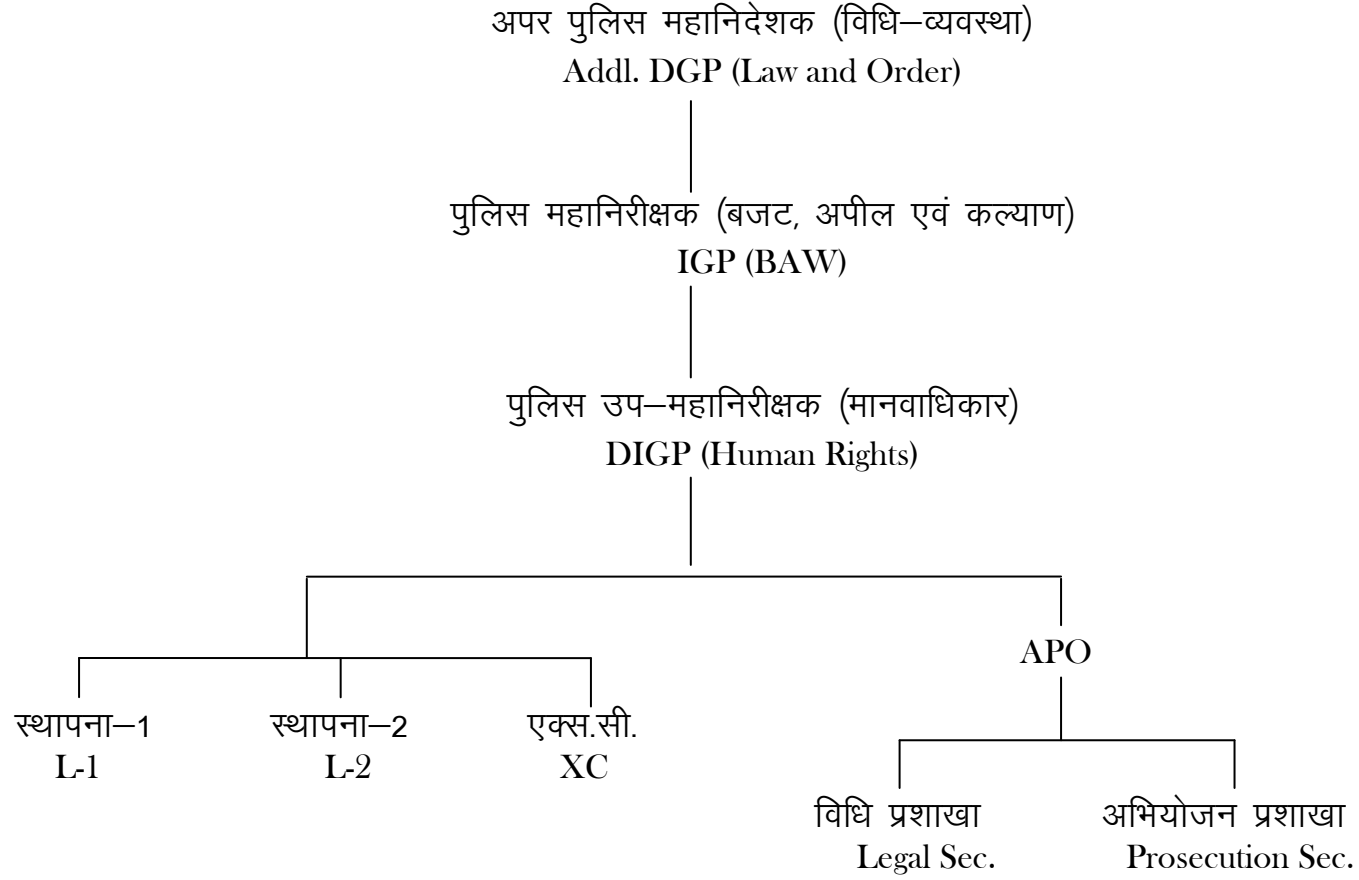 अपर पुलिस महानिदेशक (विधि–व्यवस्था)
Addl. DGP (Law and Order)
पुलिस महानिरीक्षक (बजट, अपील एवं कल्याण)
IGP (BAW)
पुलिस उप–महानिरीक्षक (मानवाधिकार)
DIGP (Human Rights)
APO
स्थापना–1 स्थापना–2 एक्स.सी.
L-1 L-2 XC
विधि प्रशाखा अभियोजन प्रशाखा
Legal Sec. Prosecution Sec.